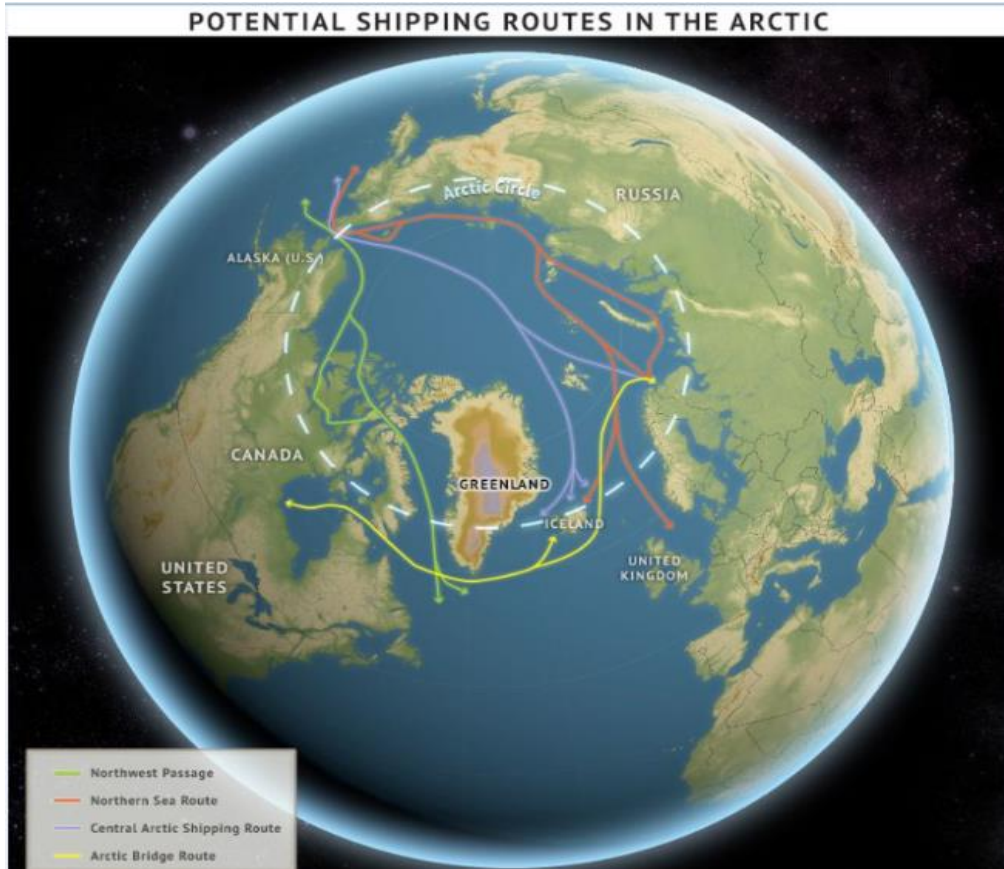 POTENTIAL SHIPPING ROUTES IN THE ARCTIC
Arctic Circle
RUSSIA
ALASKA (U.S.)
CANADA
GREENLAND
ICELAND
UNITED
KINGDOM
UNITED
STATES
Northwest Passage
Northern Sea Route
Central Arctic Shipping Route
Arctic Bridge Route